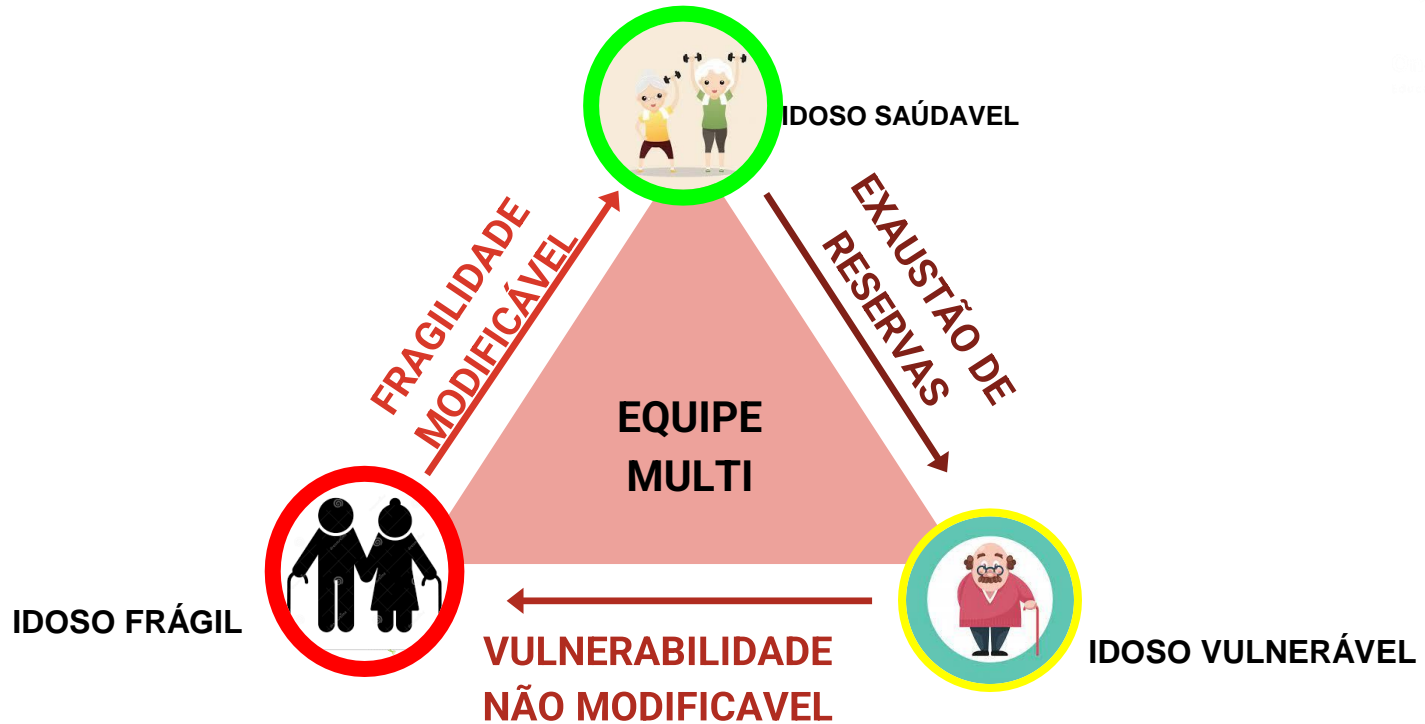 IDOSO SAÚDAVEL
EXAUSTÃO DE
RESERVAS
FRAGILIDADE
MODIFICÁVEL
EQUIPE
MULTI
IDOSO FRÁGIL
IDOSO VULNERÁVEL
VULNERABILIDADE
NÃO MODIFICAVEL